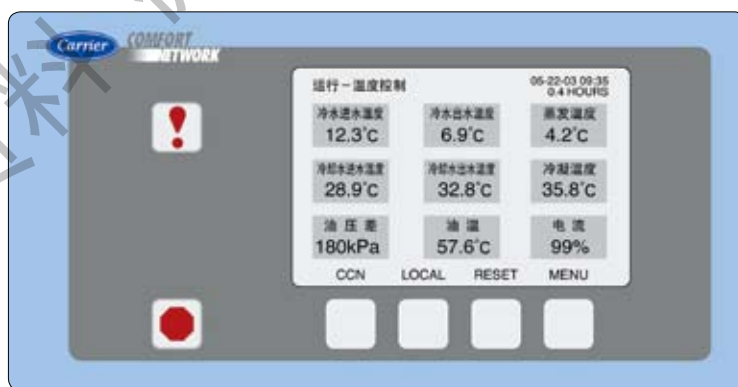 Carrier
COMFORT
NETWORK
运行－温度控制
05-22-03 09:35
0.4 HOURS
冷水进水温度
冷水出水温度
蒸发温度
12.3°C
6.9°C
4.2°C
冷却水进水温度
冷却水出水温度
冷凝温度
28.9°C
32.8°C
35.8°C
油压差
油温
电流
180kPa
57.6°C
99%
CCN
LOCAL
RESET
MENU